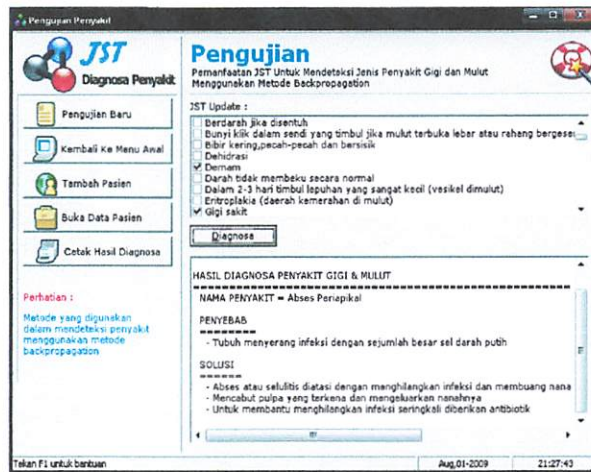 Pengujian Penyakit
JST
Diagnosa Penyakit
Pengujian Baru
Kembali Ke Menu Awal
Tambah Pasien
Buka Data Pasien
Cetak Hasil Diagnosa
Perhatian :
Metode yang digunakan
dalam mendeteksi penyakit
menggunakan metode
backpropagation
Pengujian
Pemanfaatan JST Untuk Mendeteksi Jenis Penyakit Gigi dan Mulut
Menggunakan Metode Backpropagation
JST Update :
Berdarah jika disentuh
Bunyi klik dalam sendi yang timbul jika mulut terbuka lebar atau rahang bergeser
Bibir kering,pecah-pecah dan bersisik
Dehidrasi
Demam
Darah tidak membeku secara normal
Dalam 2-3 hari timbul lepuhan yang sangat kecil (vesikel dimulut)
Eritroplakia (daerah kemerahan di mulut)
Gigi sakit
Diagnosa
HASIL DIAGNOSA PENYAKIT GIGI & MULUT
==================================================
NAMA PENYAKIT = Abses Periapikal
PENYEBAB
========
- Tubuh menyerang infeksi dengan sejumlah besar sel darah putih
SOLUSI
======
- Abses atau selulitis diatasi dengan menghilangkan infeksi dan membuang nana
- Mencabut pulpa yang terkena dan mengeluarkan nanahnya
- Untuk membantu menghilangkan infeksi seringkali diberikan antibiotik
Tekan F1 untuk bantuan
Aug,01-2009
21:27:43